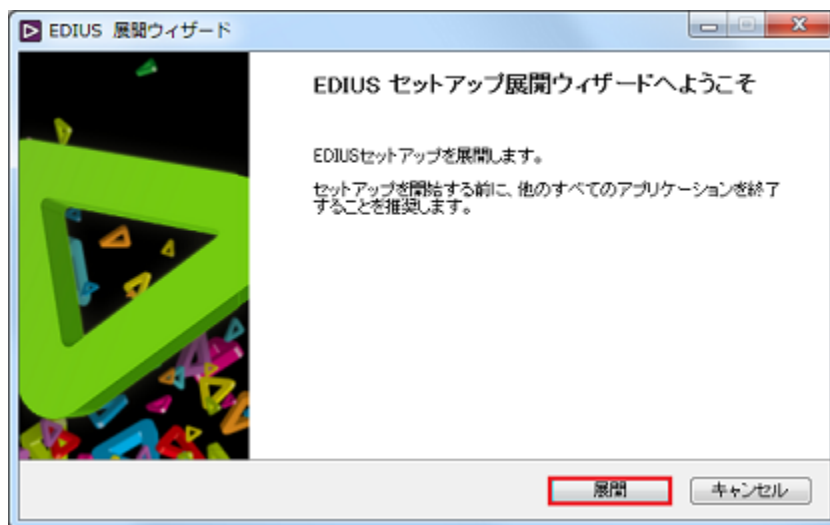 EDIUS 展開ウィザード
EDIUS セットアップ展開ウィザードへようこそ
EDIUSセットアップを展開します。
セットアップを開始する前に、他のすべてのアプリケーションを終了
することを推奨します。
展開
キャンセル